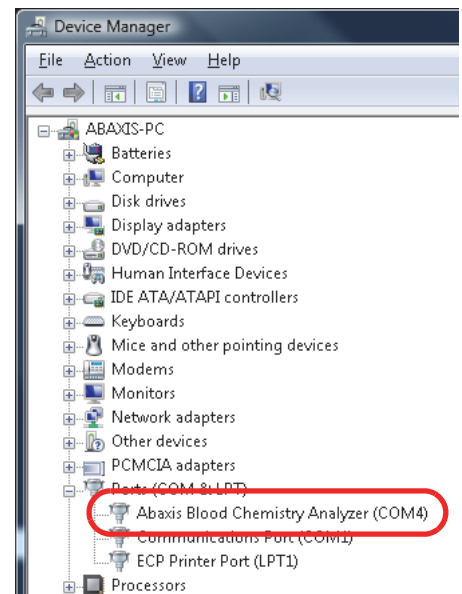 Device Manager
File Action View Help
ABAXIS-PC
Batteries
Computer
Disk drives
Display adapters
DVD/CD-ROM drives
Human Interface Devices
IDE ATA/ATAPI controllers
Keyboards
Mice and other pointing devices
Modems
Monitors
Network adapters
Other devices
PCMCIA adapters
Ports (COM & LPT)
Abaxis Blood Chemistry Analyzer (COM4)
Communications Port (COM1)
ECP Printer Port (LPT1)
Processors